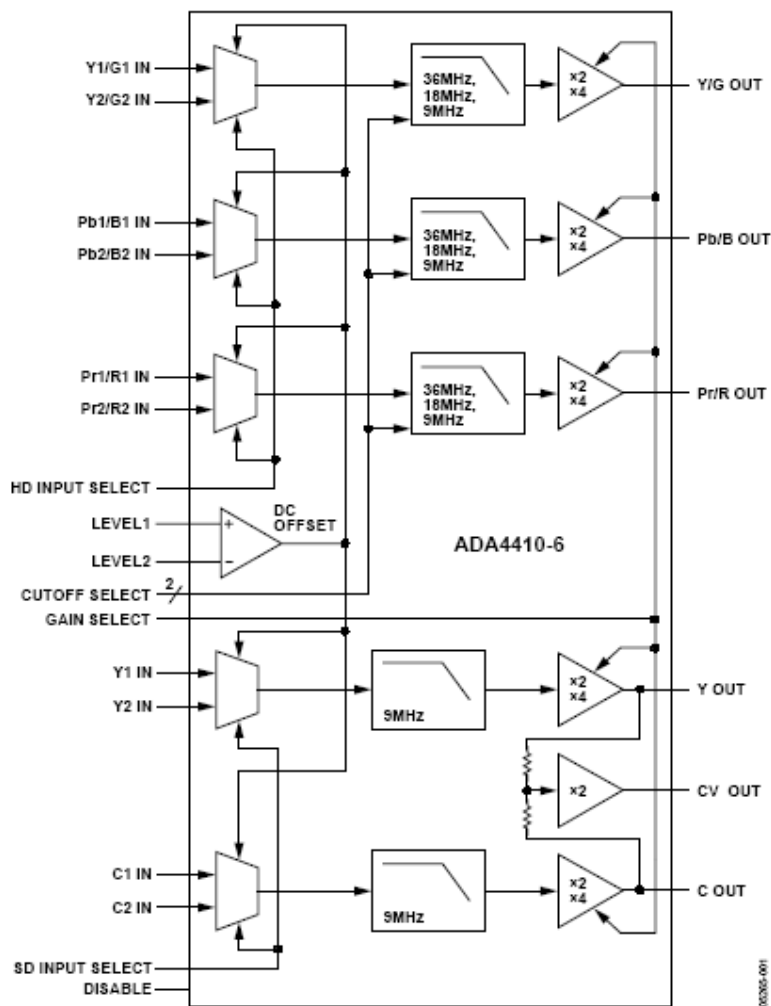 Y1/G1 IN
Y2/G2 IN
36MHz,
18MHz,
9MHz
×2
×4
Y/G OUT
Pb1/B1 IN
Pb2/B2 IN
36MHz,
18MHz,
9MHz
×2
×4
Pb/B OUT
Pr1/R1 IN
Pr2/R2 IN
36MHz,
18MHz,
9MHz
×2
×4
Pr/R OUT
HD INPUT SELECT
LEVEL1
LEVEL2
+
−
DC
OFFSET
ADA4410-6
CUTOFF SELECT
2
GAIN SELECT
Y1 IN
Y2 IN
9MHz
×2
×4
Y OUT
×2
CV OUT
C1 IN
C2 IN
9MHz
×2
×4
C OUT
SD INPUT SELECT
DISABLE
05265-001